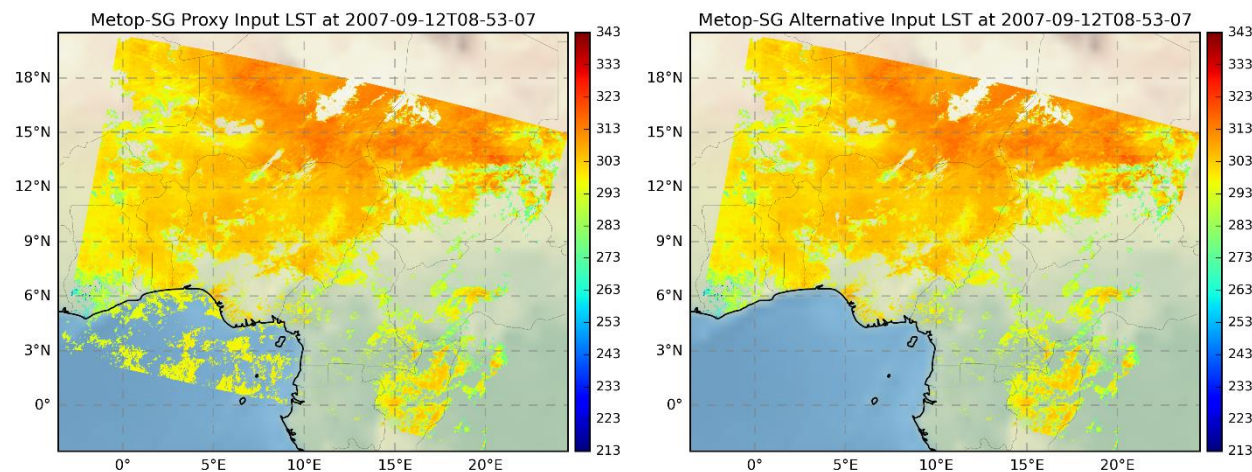 Metop-SG Proxy Input LST at 2007-09-12T08-53-07
18°N
15°N
12°N
9°N
6°N
3°N
0°
0°
5°E
10°E
15°E
20°E
343
333
323
313
303
293
283
273
263
253
243
233
223
213
Metop-SG Alternative Input LST at 2007-09-12T08-53-07
18°N
15°N
12°N
9°N
6°N
3°N
0°
0°
5°E
10°E
15°E
20°E
343
333
323
313
303
293
283
273
263
253
243
233
223
213